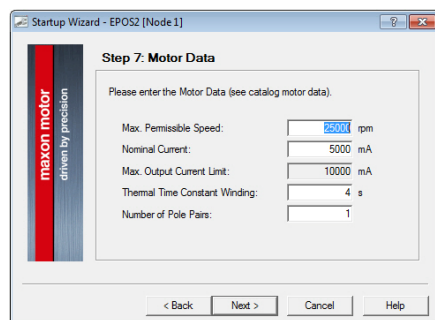 Startup Wizard - EPOS2 [Node 1]
Step 7: Motor Data
Please enter the Motor Data (see catalog motor data).
Max. Permissible Speed: 25000 rpm
Nominal Current: 5000 mA
Max. Output Current Limit: 10000 mA
Thermal Time Constant Winding: 4 s
Number of Pole Pairs: 1
maxon motor
driven by precision
< Back Next > Cancel Help